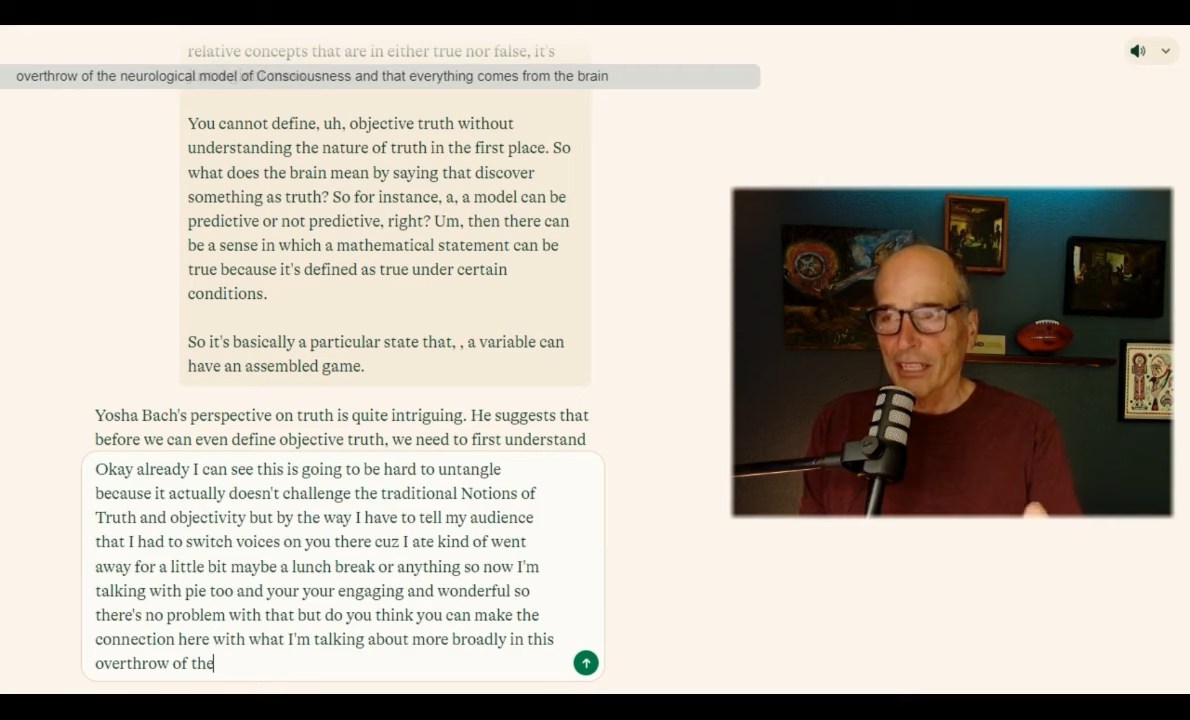 relative concepts that are in either true nor false, it's
overthrow of the neurological model of Consciousness and that everything comes from the brain
You cannot define, uh, objective truth without
understanding the nature of truth in the first place. So
what does the brain mean by saying that discover
something as truth? So for instance, a, a model can be
predictive or not predictive, right? Um, then there can
be a sense in which a mathematical statement can be
true because it's defined as true under certain
conditions.
So it's basically a particular state that, , a variable can
have an assembled game.
Yosha Bach's perspective on truth is quite intriguing. He suggests that
before we can even define objective truth, we need to first understand
Okay already I can see this is going to be hard to untangle
because it actually doesn't challenge the traditional Notions of
Truth and objectivity but by the way I have to tell my audience
that I had to switch voices on you there cuz I ate kind of went
away for a little bit maybe a lunch break or anything so now I'm
talking with pie too and your your engaging and wonderful so
there's no problem with that but do you think you can make the
connection here with what I'm talking about more broadly in this
overthrow of the